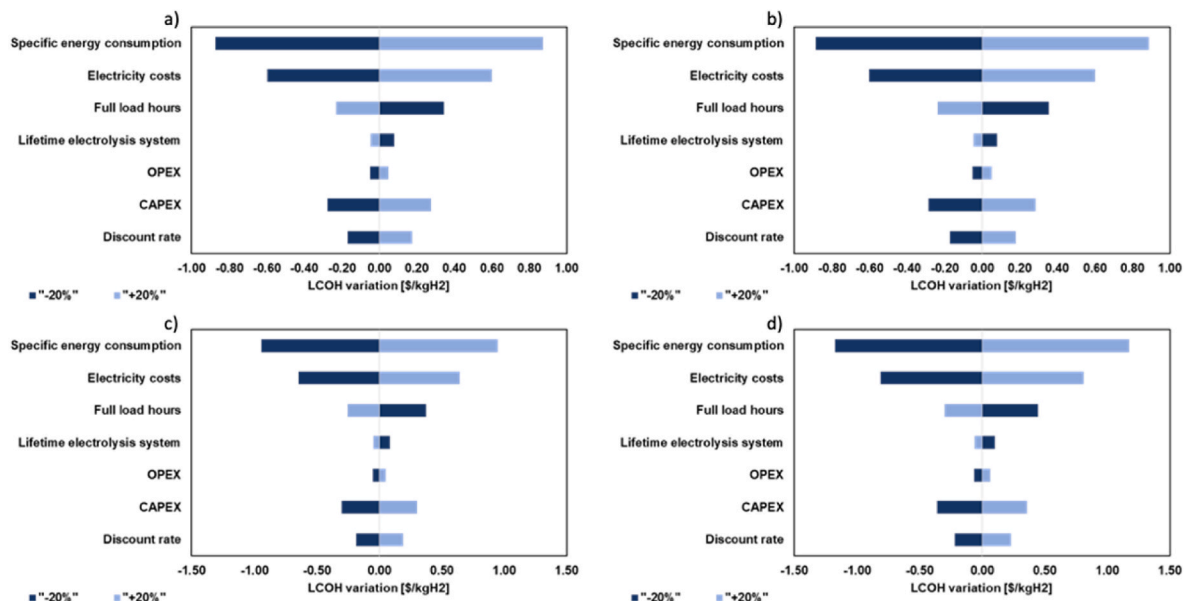 a)
Specific energy consumption
Electricity costs
Full load hours
Lifetime electrolysis system
OPEX
CAPEX
Discount rate
-1.00 -0.80 -0.60 -0.40 -0.20 0.00 0.20 0.40 0.60 0.80 1.00
LCOH variation [$/kgH2]
"-20%" "+20%"
b)
Specific energy consumption
Electricity costs
Full load hours
Lifetime electrolysis system
OPEX
CAPEX
Discount rate
-1.00 -0.80 -0.60 -0.40 -0.20 0.00 0.20 0.40 0.60 0.80 1.00
LCOH variation [$/kgH2]
"-20%" "+20%"
c)
Specific energy consumption
Electricity costs
Full load hours
Lifetime electrolysis system
OPEX
CAPEX
Discount rate
-1.50 -1.00 -0.50 0.00 0.50 1.00 1.50
LCOH variation [$/kgH2]
"-20%" "+20%"
d)
Specific energy consumption
Electricity costs
Full load hours
Lifetime electrolysis system
OPEX
CAPEX
Discount rate
-1.50 -1.00 -0.50 0.00 0.50 1.00 1.50
LCOH variation [$/kgH2]
"-20%" "+20%"